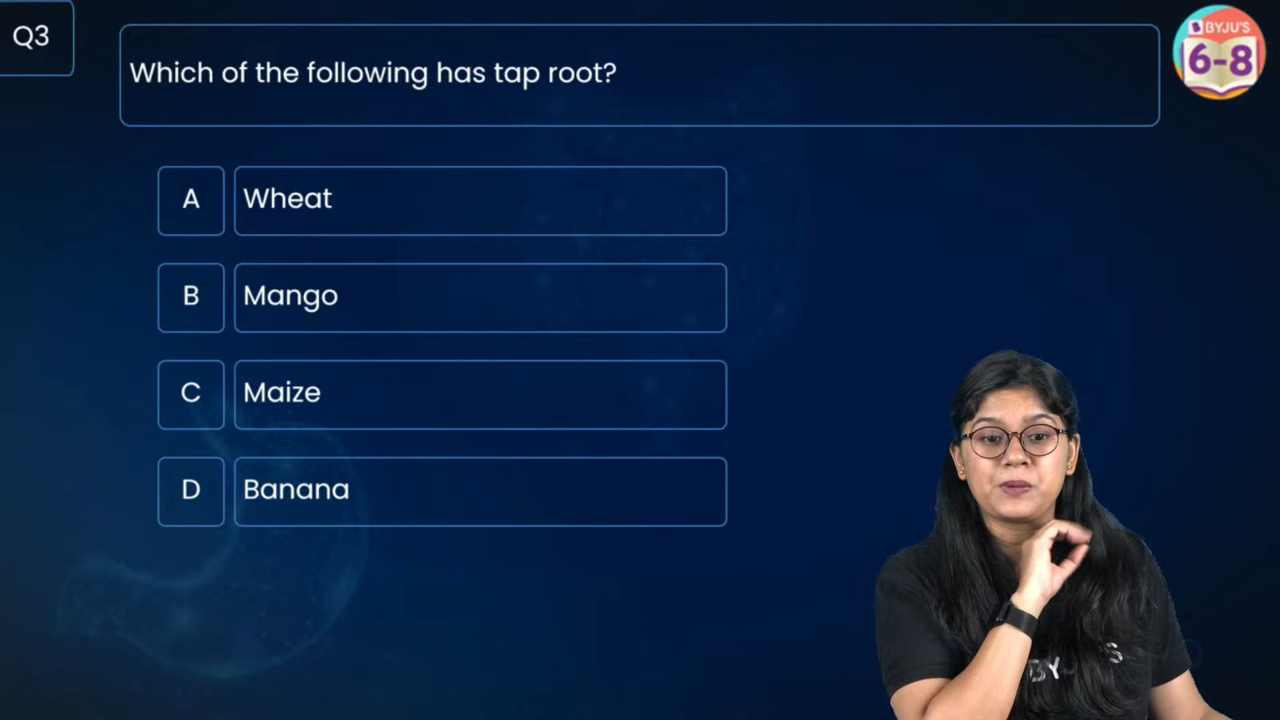 Q3
Which of the following has tap root?
BYJU'S
6-8
A Wheat
B Mango
C Maize
D Banana